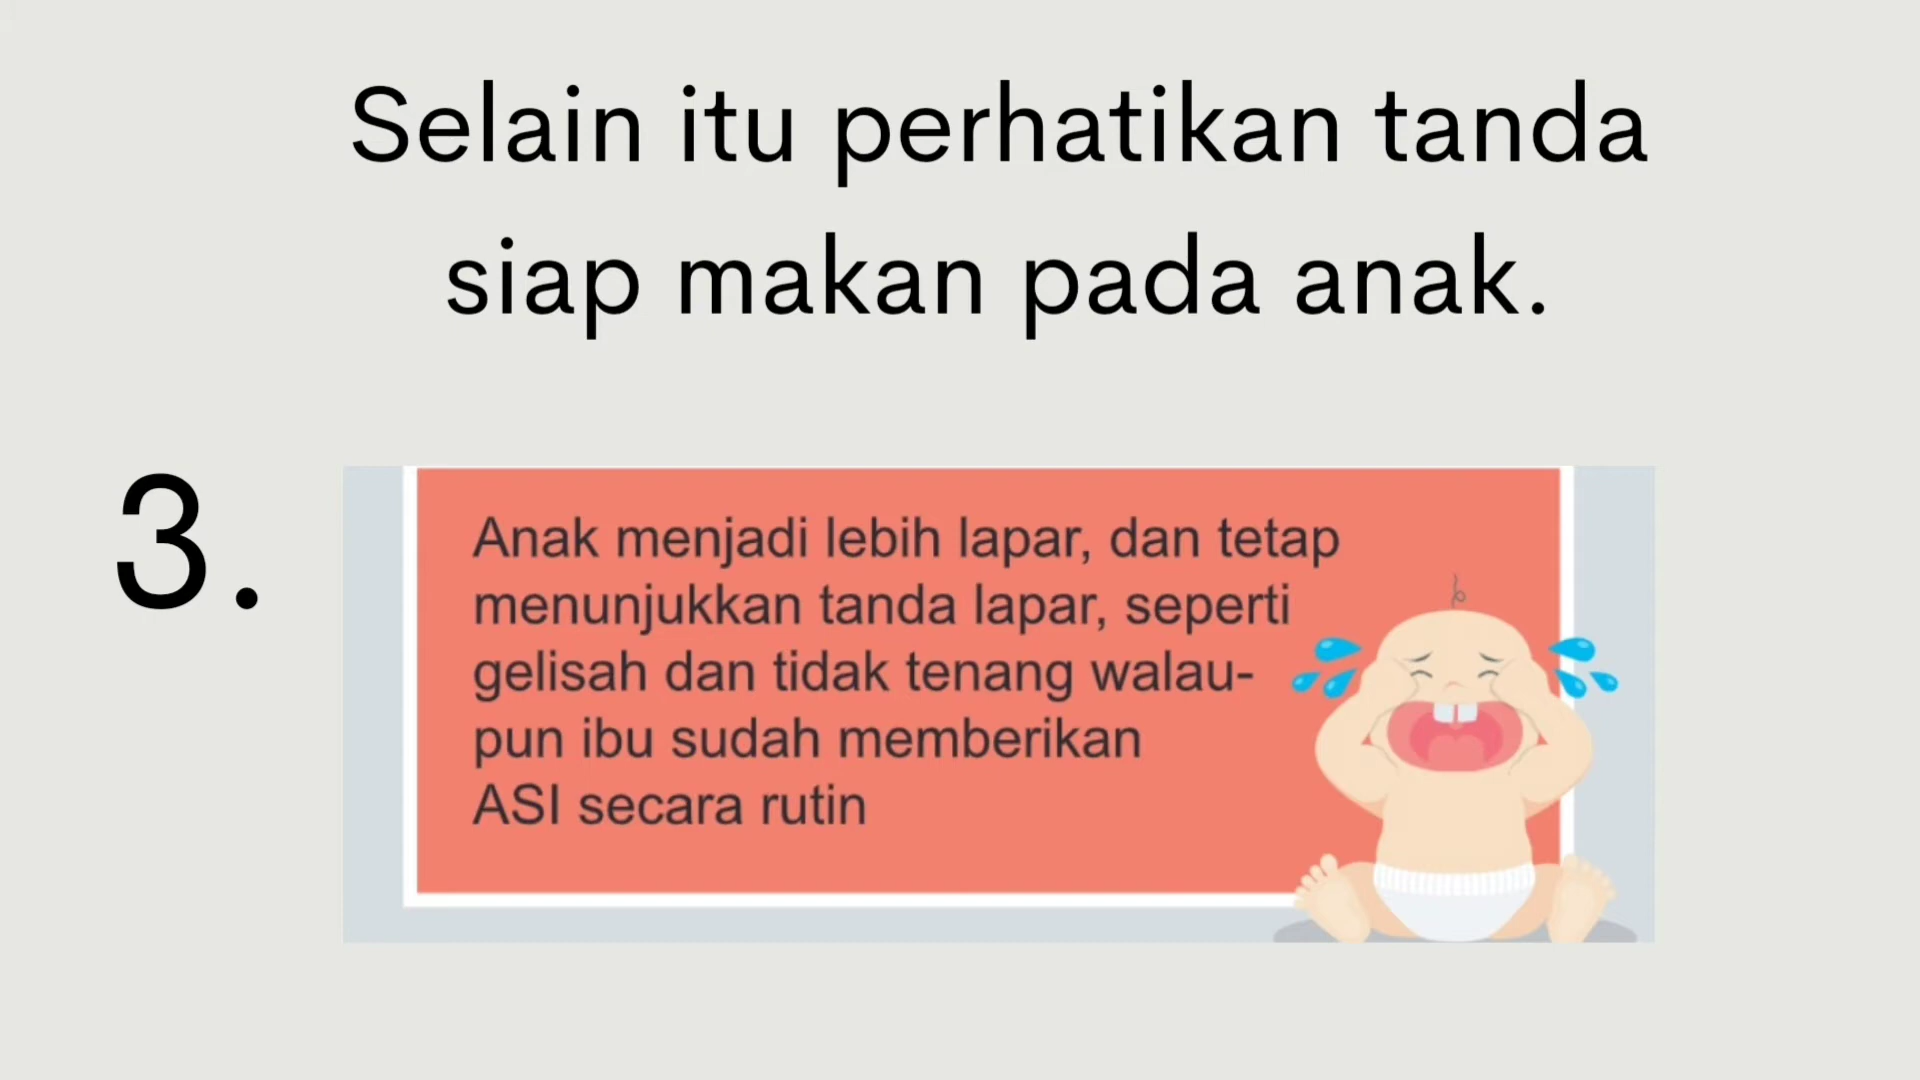 Selain itu perhatikan tanda
siap makan pada anak.
3.
Anak menjadi lebih lapar, dan tetap
menunjukkan tanda lapar, seperti
gelisah dan tidak tenang walau-
pun ibu sudah memberikan
ASI secara rutin